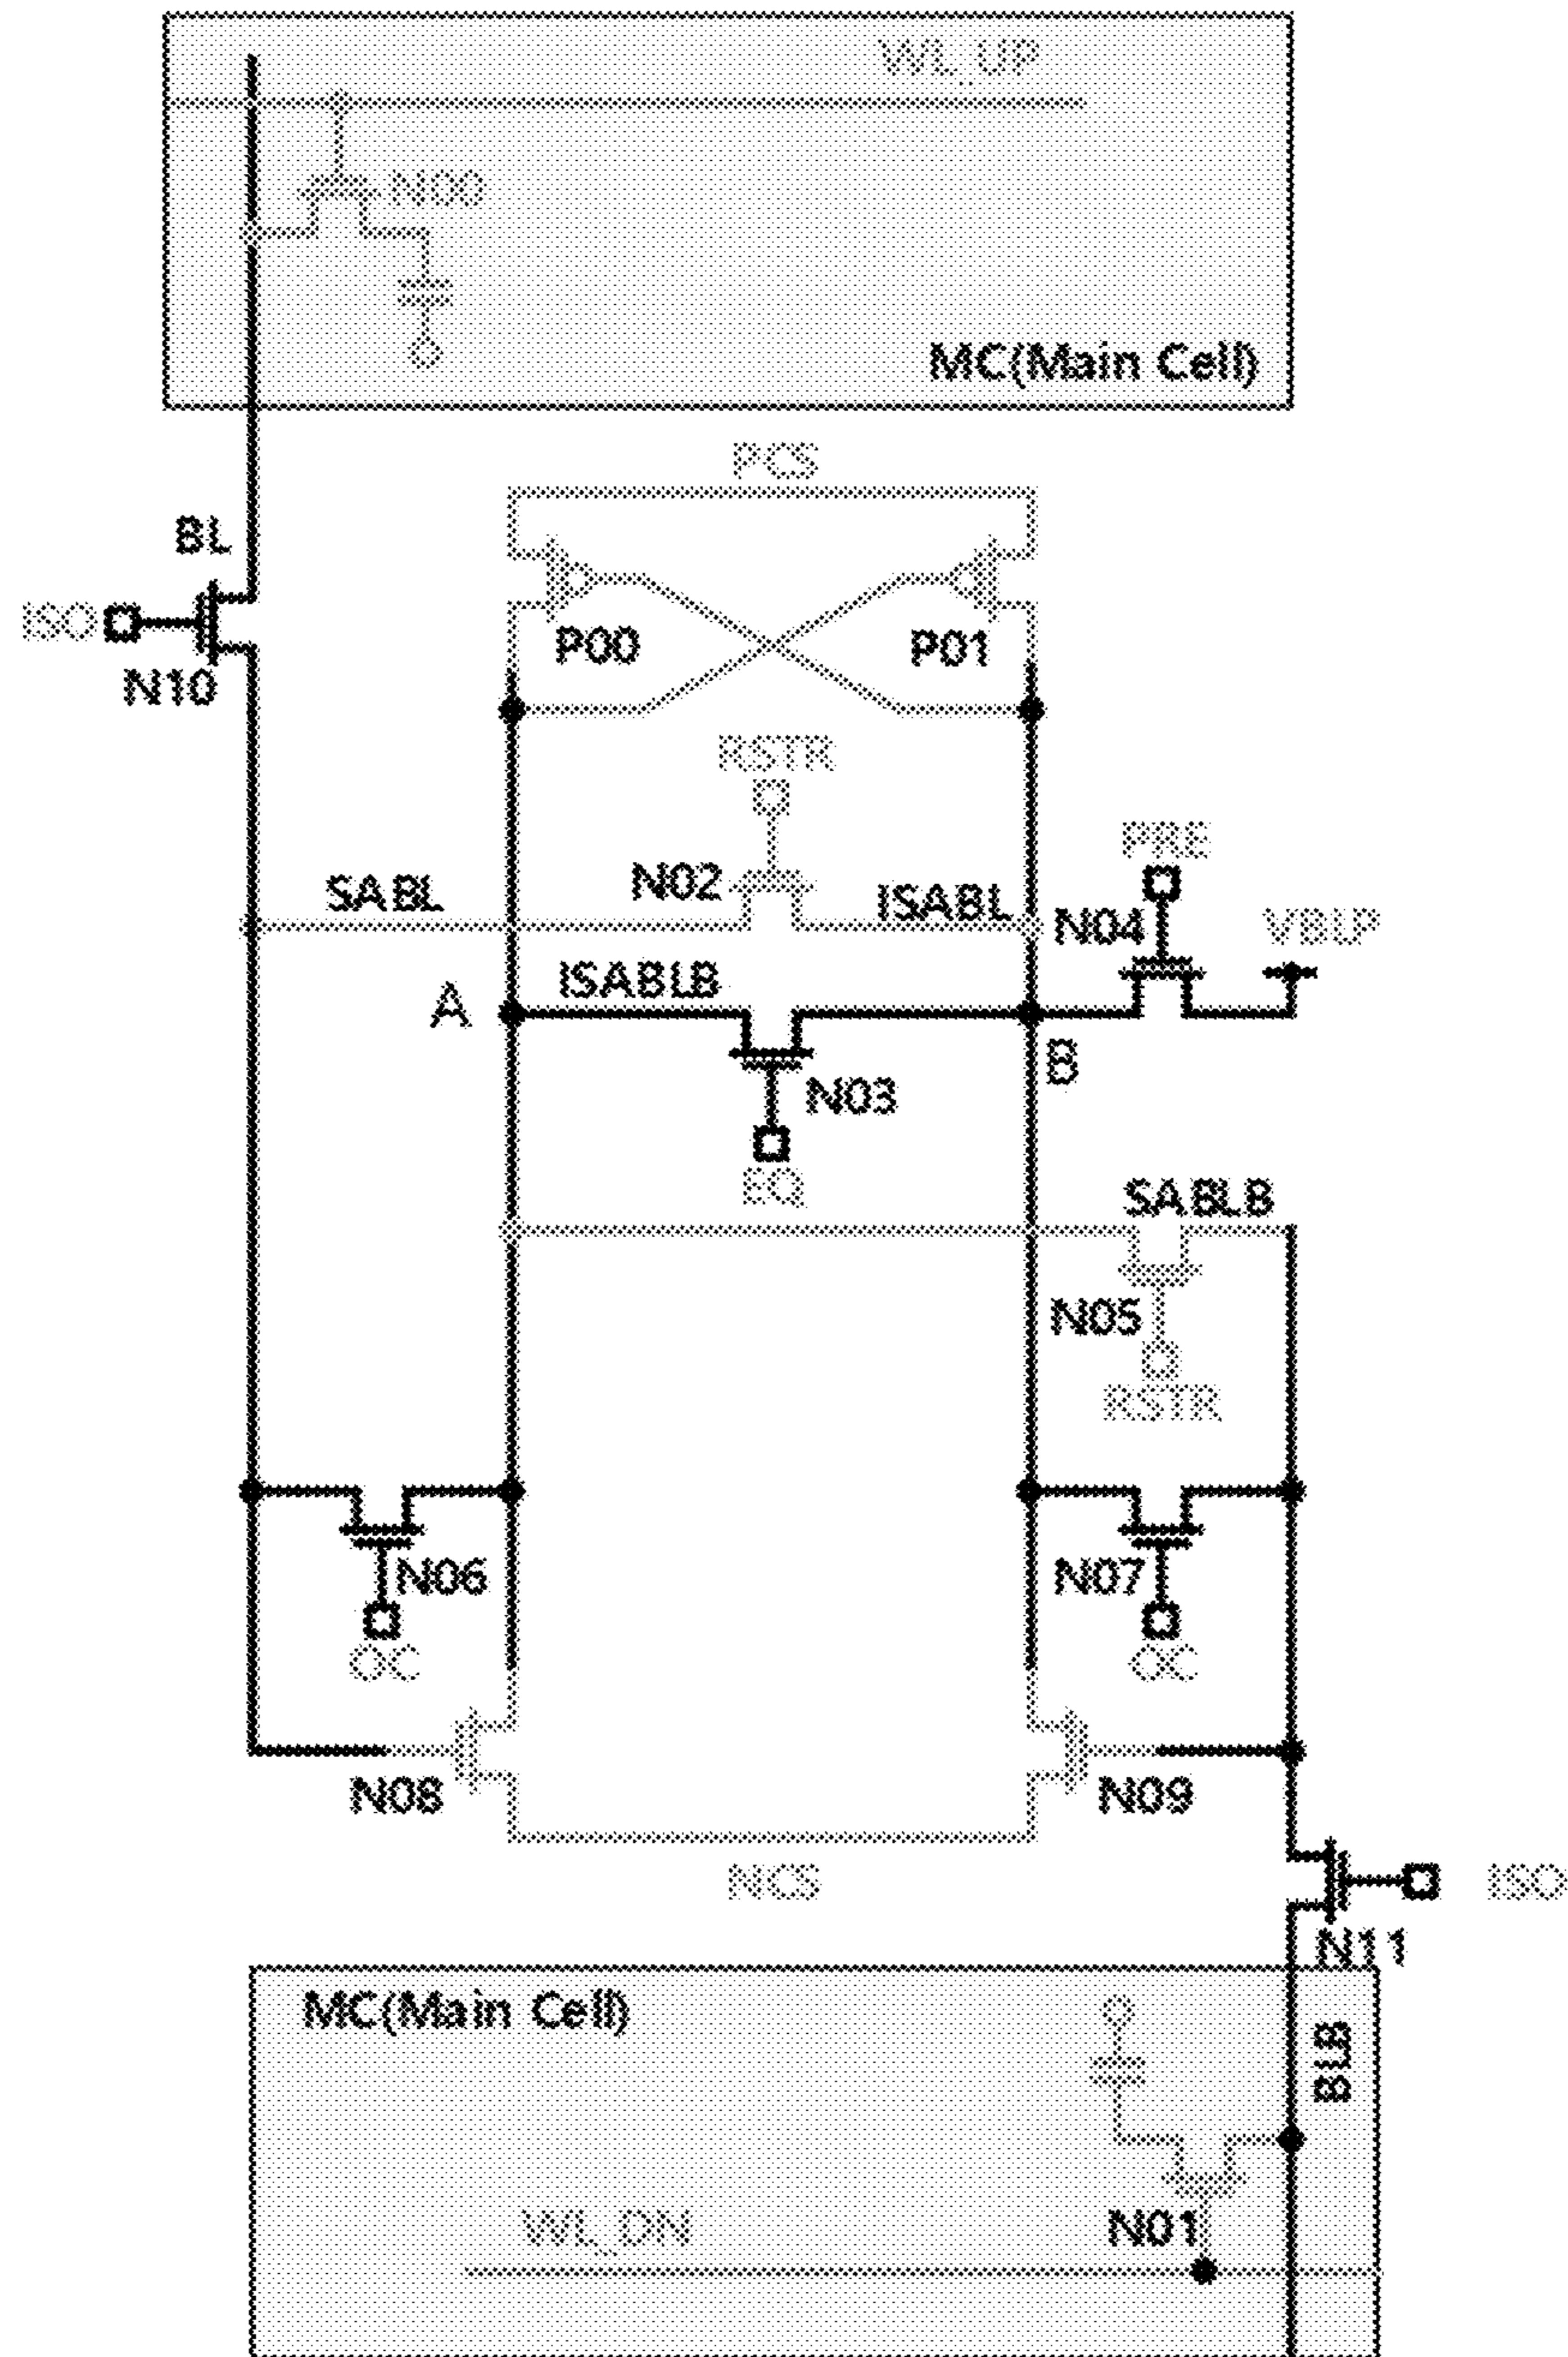 WL_UP
N00
MC(Main Cell)
PCS
BL
ISO
P00
P01
N10
RSTR
PRE
SABL
N02
ISABL
N04
VBLP
ISABLB
A
B
N03
EQ
SABLB
N05
RSTR
N06
N07
OC
OC
N08
N09
NCS
ISO
N11
MC(Main Cell)
BLB
WL_DN
N01